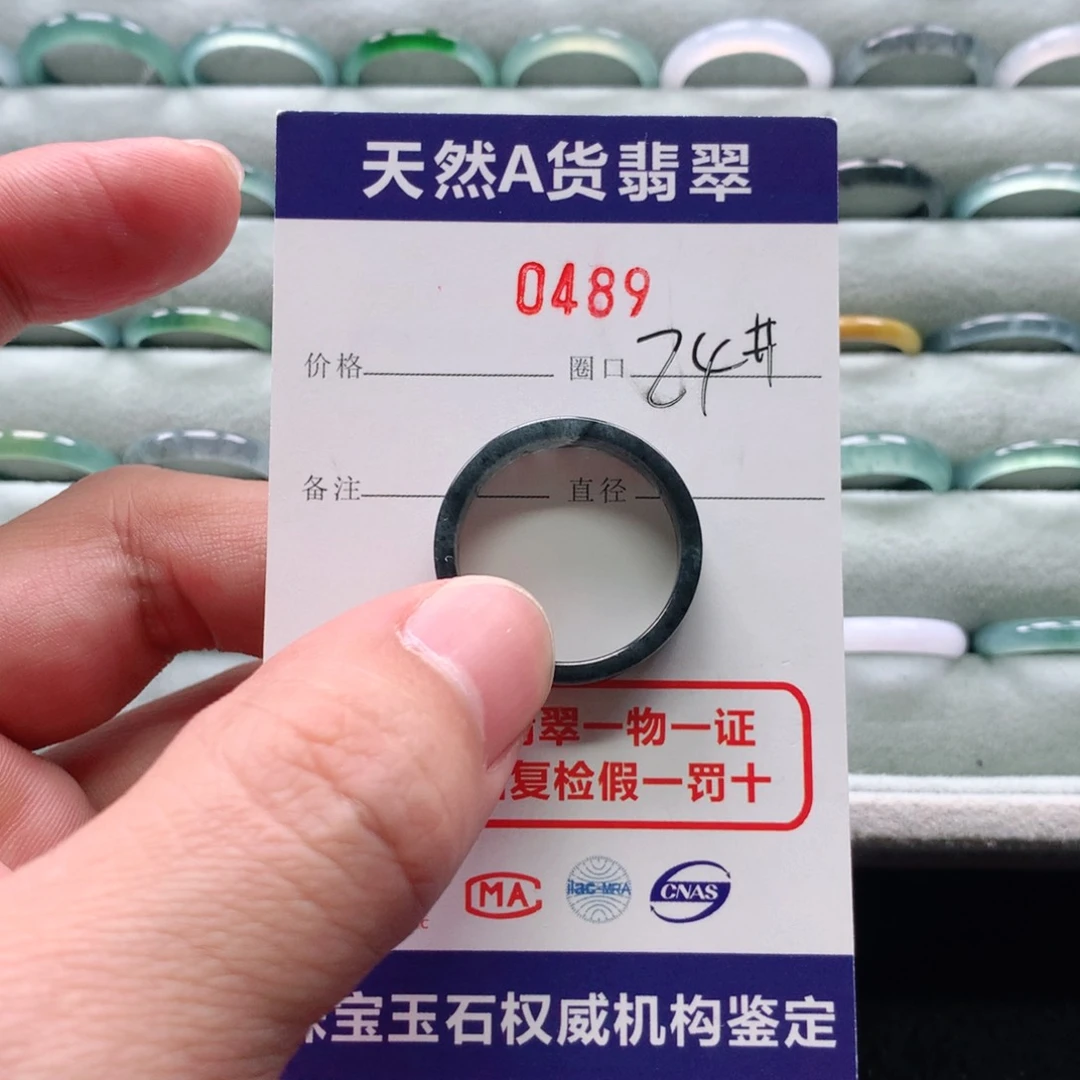 天然A货翡翠
0489
价格 圈口 24#
备注 直径
翠一物一证
复检假一罚十
MA ilac-MRA CNAS
宝玉石权威机构鉴定